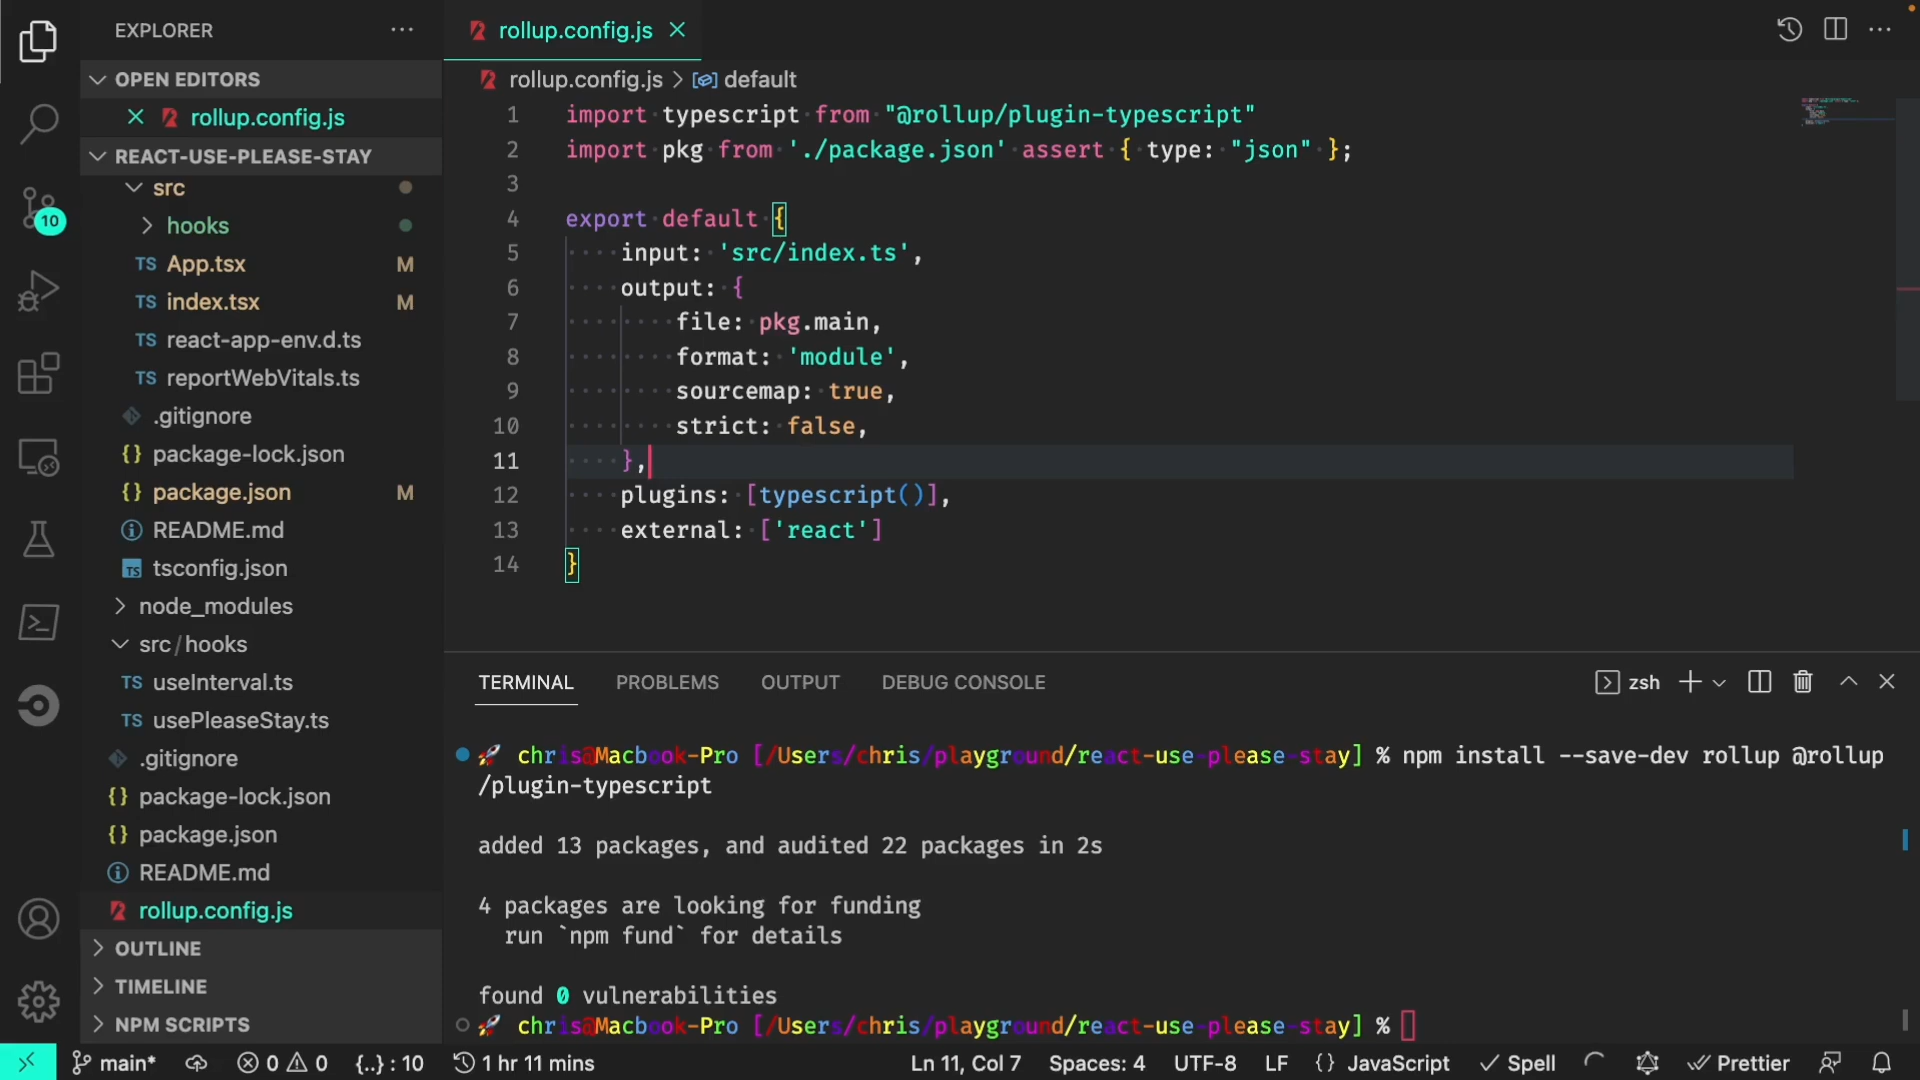 EXPLORER
OPEN EDITORS
rollup.config.js
REACT-USE-PLEASE-STAY
src
hooks
TS App.tsx M
TS index.tsx M
TS react-app-env.d.ts
TS reportWebVitals.ts
.gitignore
{} package-lock.json
{} package.json M
README.md
TS tsconfig.json
node_modules
src/hooks
TS useInterval.ts
TS usePleaseStay.ts
.gitignore
{} package-lock.json
{} package.json
README.md
rollup.config.js
OUTLINE
TIMELINE
NPM SCRIPTS
10
rollup.config.js
rollup.config.js > default
1 import typescript from "@rollup/plugin-typescript"
2 import pkg from './package.json' assert { type: "json" };
3
4 export default {
5 input: 'src/index.ts',
6 output: {
7 file: pkg.main,
8 format: 'module',
9 sourcemap: true,
10 strict: false,
11 },
12 plugins: [typescript()],
13 external: ['react']
14 }
TERMINAL PROBLEMS OUTPUT DEBUG CONSOLE zsh
🚀 chris@Macbook-Pro [/Users/chris/playground/react-use-please-stay] % npm install --save-dev rollup @rollup
/plugin-typescript
added 13 packages, and audited 22 packages in 2s
4 packages are looking for funding
run `npm fund` for details
found 0 vulnerabilities
🚀 chris@Macbook-Pro [/Users/chris/playground/react-use-please-stay] %
main* 0 0 {..} : 10 1 hr 11 mins Ln 11, Col 7 Spaces: 4 UTF-8 LF {} JavaScript Spell Prettier